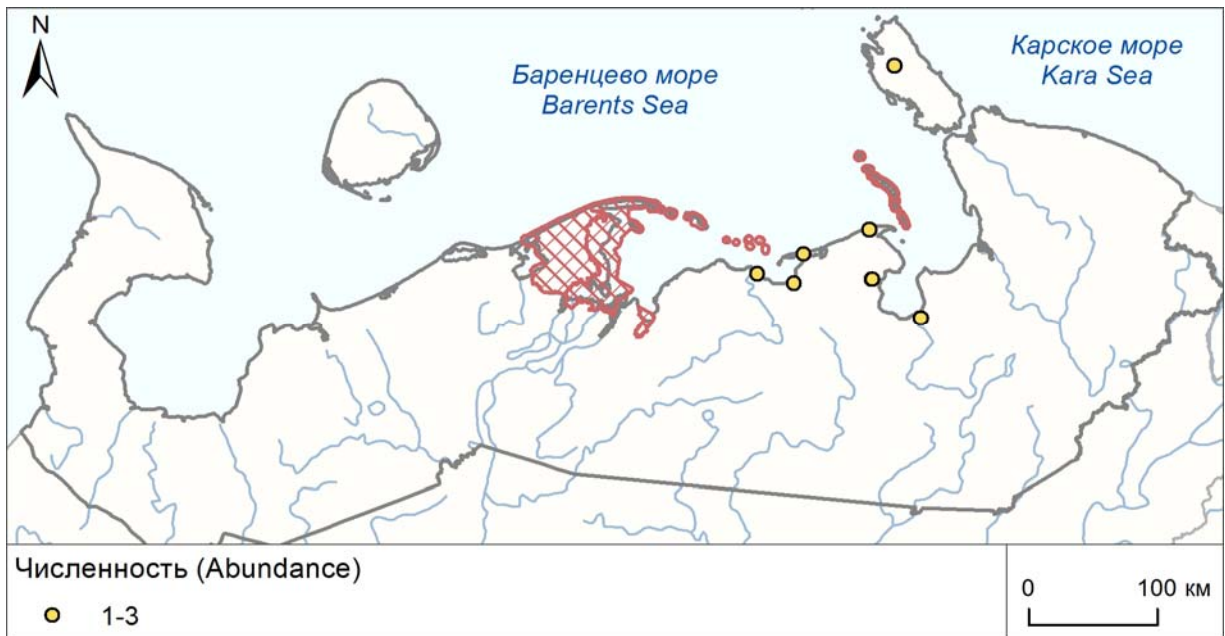 N
Баренцево море
Barents Sea
Карское море
Kara Sea
Численность (Abundance)
1-3
0 100 км